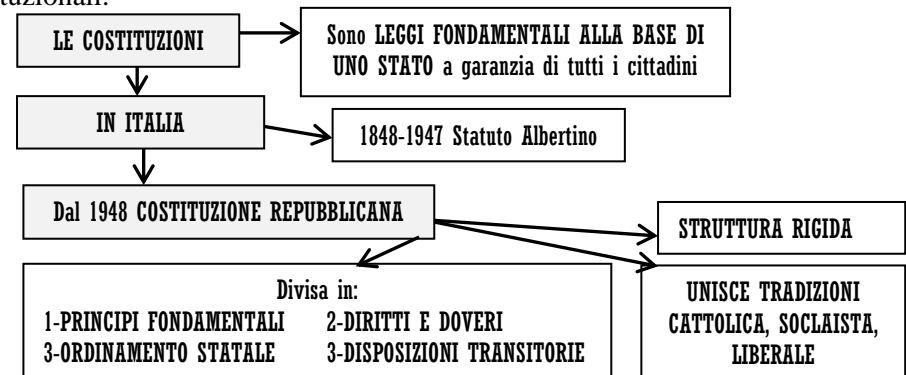 tuzionali.
LE COSTITUZIONI
Sono LEGGI FONDAMENTALI ALLA BASE DI
UNO STATO a garanzia di tutti i cittadini
IN ITALIA
1848-1947 Statuto Albertino
Dal 1948 COSTITUZIONE REPUBBLICANA
STRUTTURA RIGIDA
Divisa in:
1-PRINCIPI FONDAMENTALI 2-DIRITTI E DOVERI
3-ORDINAMENTO STATALE 3-DISPOSIZIONI TRANSITORIE
UNISCE TRADIZIONI
CATTOLICA, SOCLAISTA,
LIBERALE